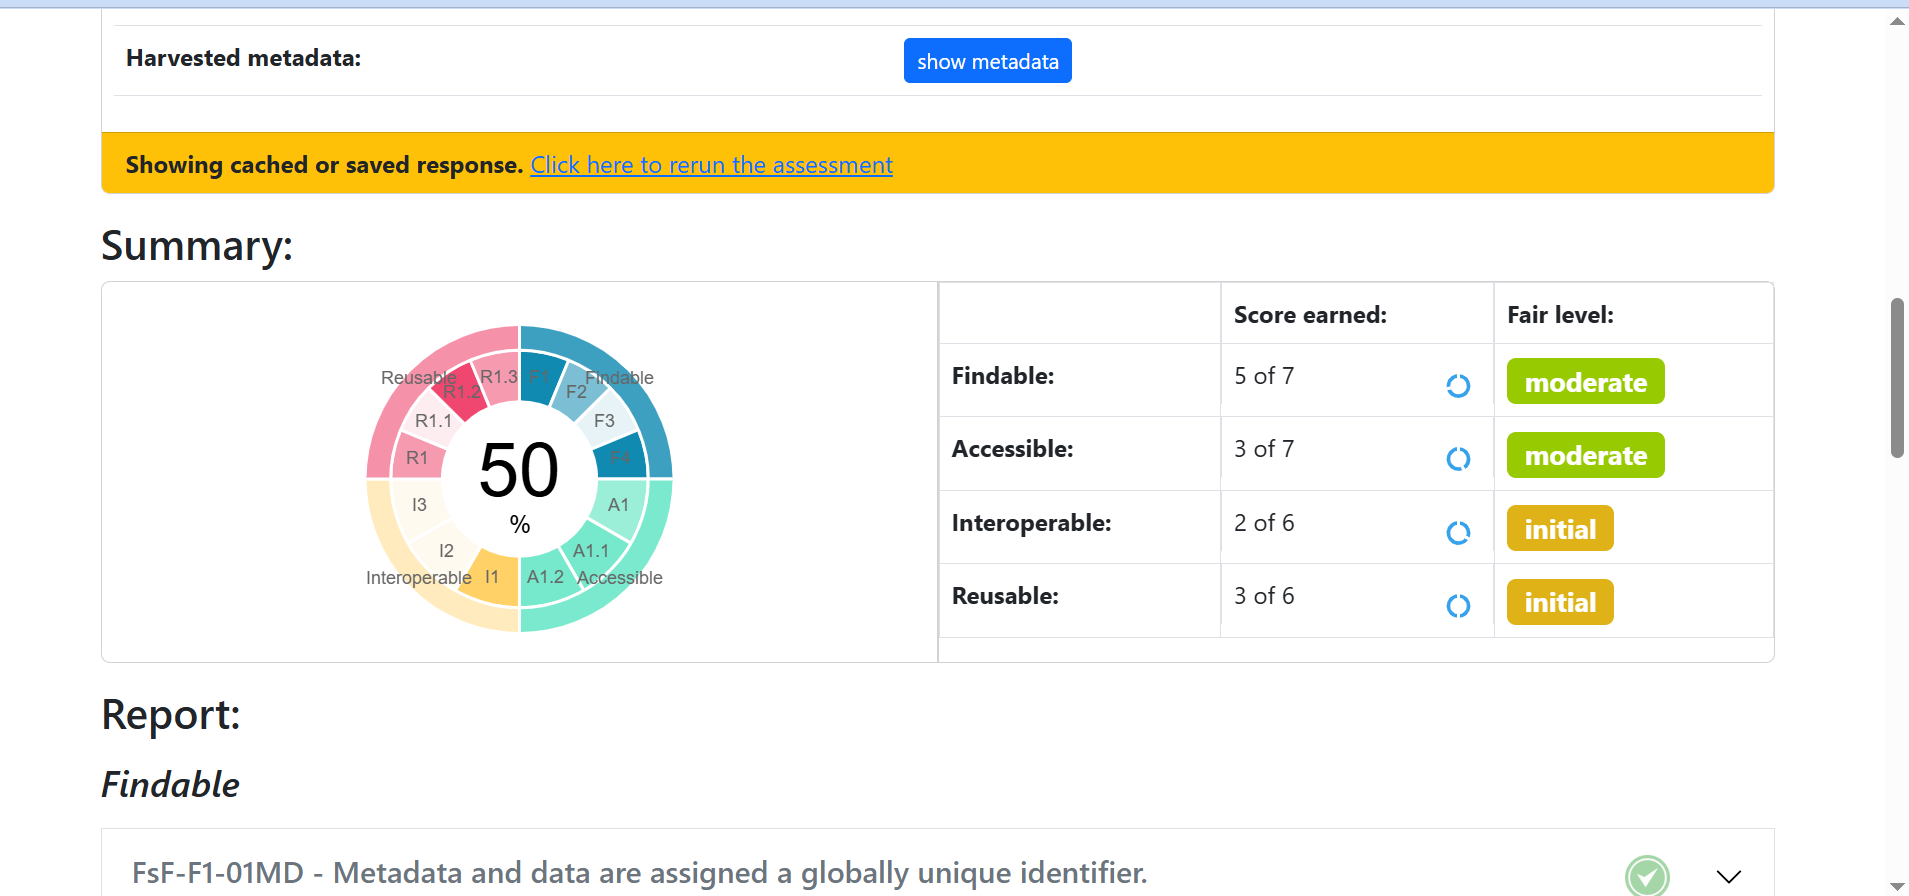 Harvested metadata:
show metadata
Showing cached or saved response. Click here to rerun the assessment
Summary:
Reusable
R1.2
R1.3
F1
F2
Findable
R1.1
F3
R1
F4
50
%
I3
A1
I2
A1.1
Interoperable
I1
A1.2
Accessible
Score earned:
Fair level:
Findable:
5 of 7
moderate
Accessible:
3 of 7
moderate
Interoperable:
2 of 6
initial
Reusable:
3 of 6
initial
Report:
Findable
FsF-F1-01MD - Metadata and data are assigned a globally unique identifier.